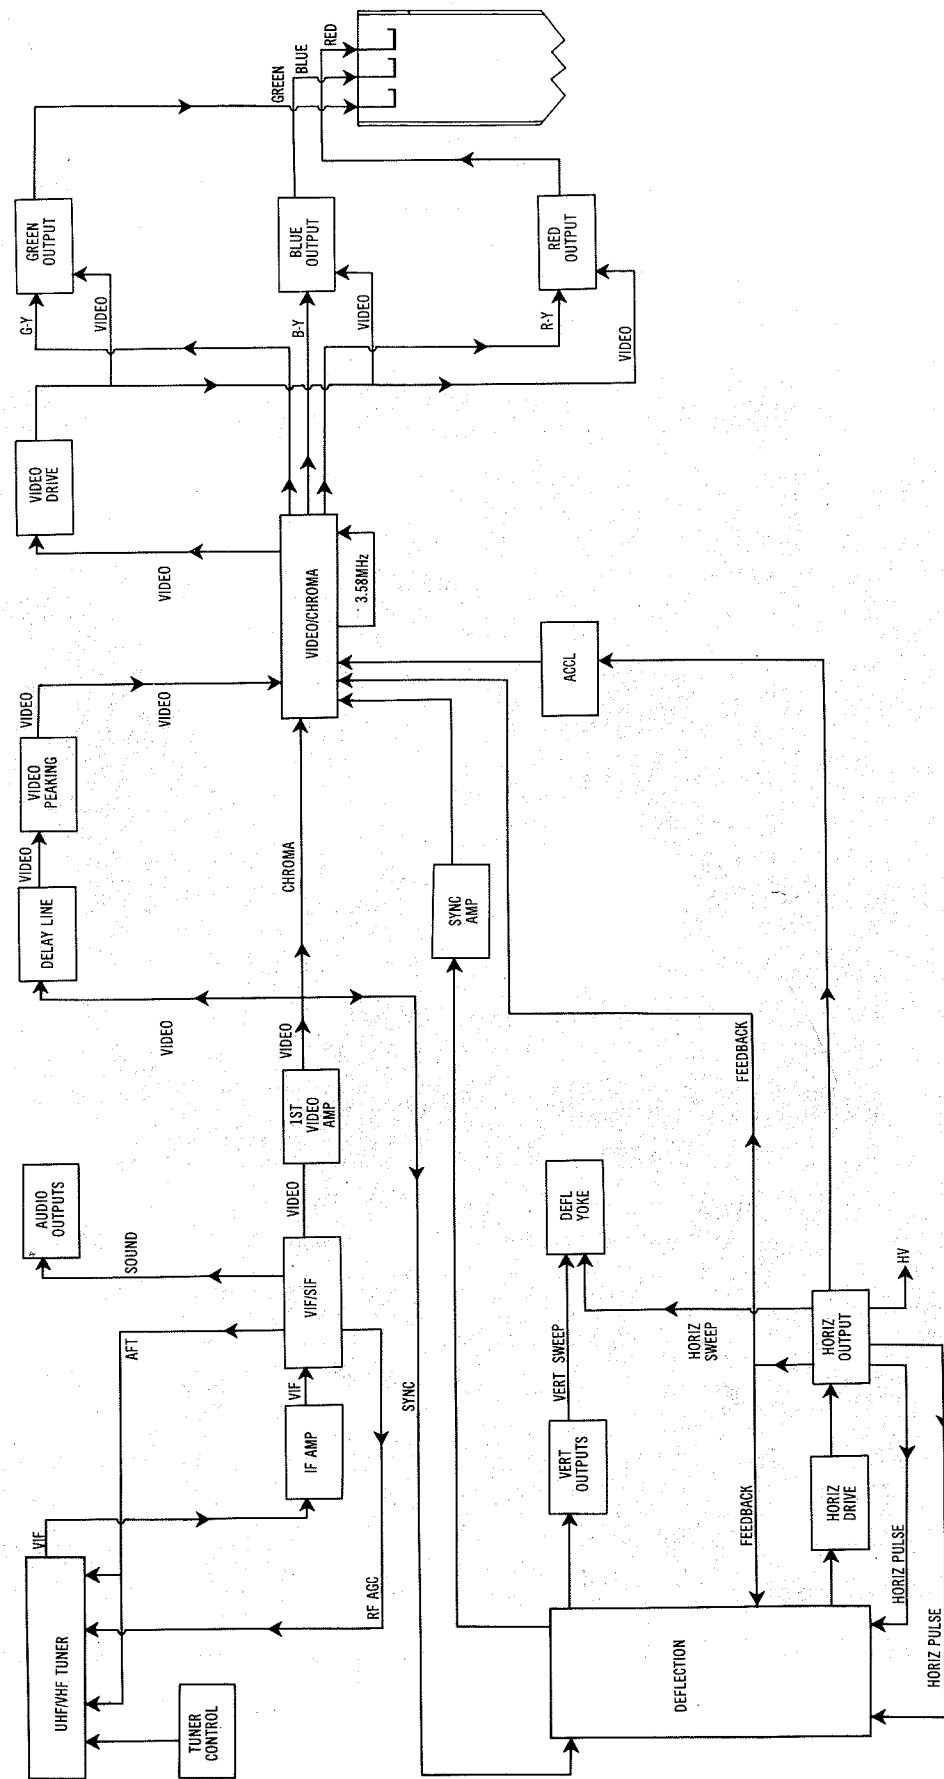 UHF/VHF TUNER
TUNER
CONTROL
VIF
AFT
RF AGC
IF AMP
VIF
VIF/SIF
SOUND
AUDIO
OUTPUTS
VIDEO
1ST
VIDEO
AMP
VIDEO
VIDEO
SYNC
DELAY LINE
VIDEO
VIDEO
PEAKING
VIDEO
VIDEO
CHROMA
VIDEO/CHROMA
3.58MHz
VIDEO
VIDEO
DRIVE
G-Y
VIDEO
GREEN
OUTPUT
B-Y
VIDEO
BLUE
OUTPUT
R-Y
VIDEO
RED
OUTPUT
GREEN
BLUE
RED
SYNC
AMP
ACCL
DEFLECTION
VERT
OUTPUTS
VERT SWEEP
DEFL
YOKE
HORIZ
SWEEP
FEEDBACK
FEEDBACK
HORIZ
DRIVE
HORIZ
OUTPUT
HV
HORIZ PULSE
HORIZ PULSE